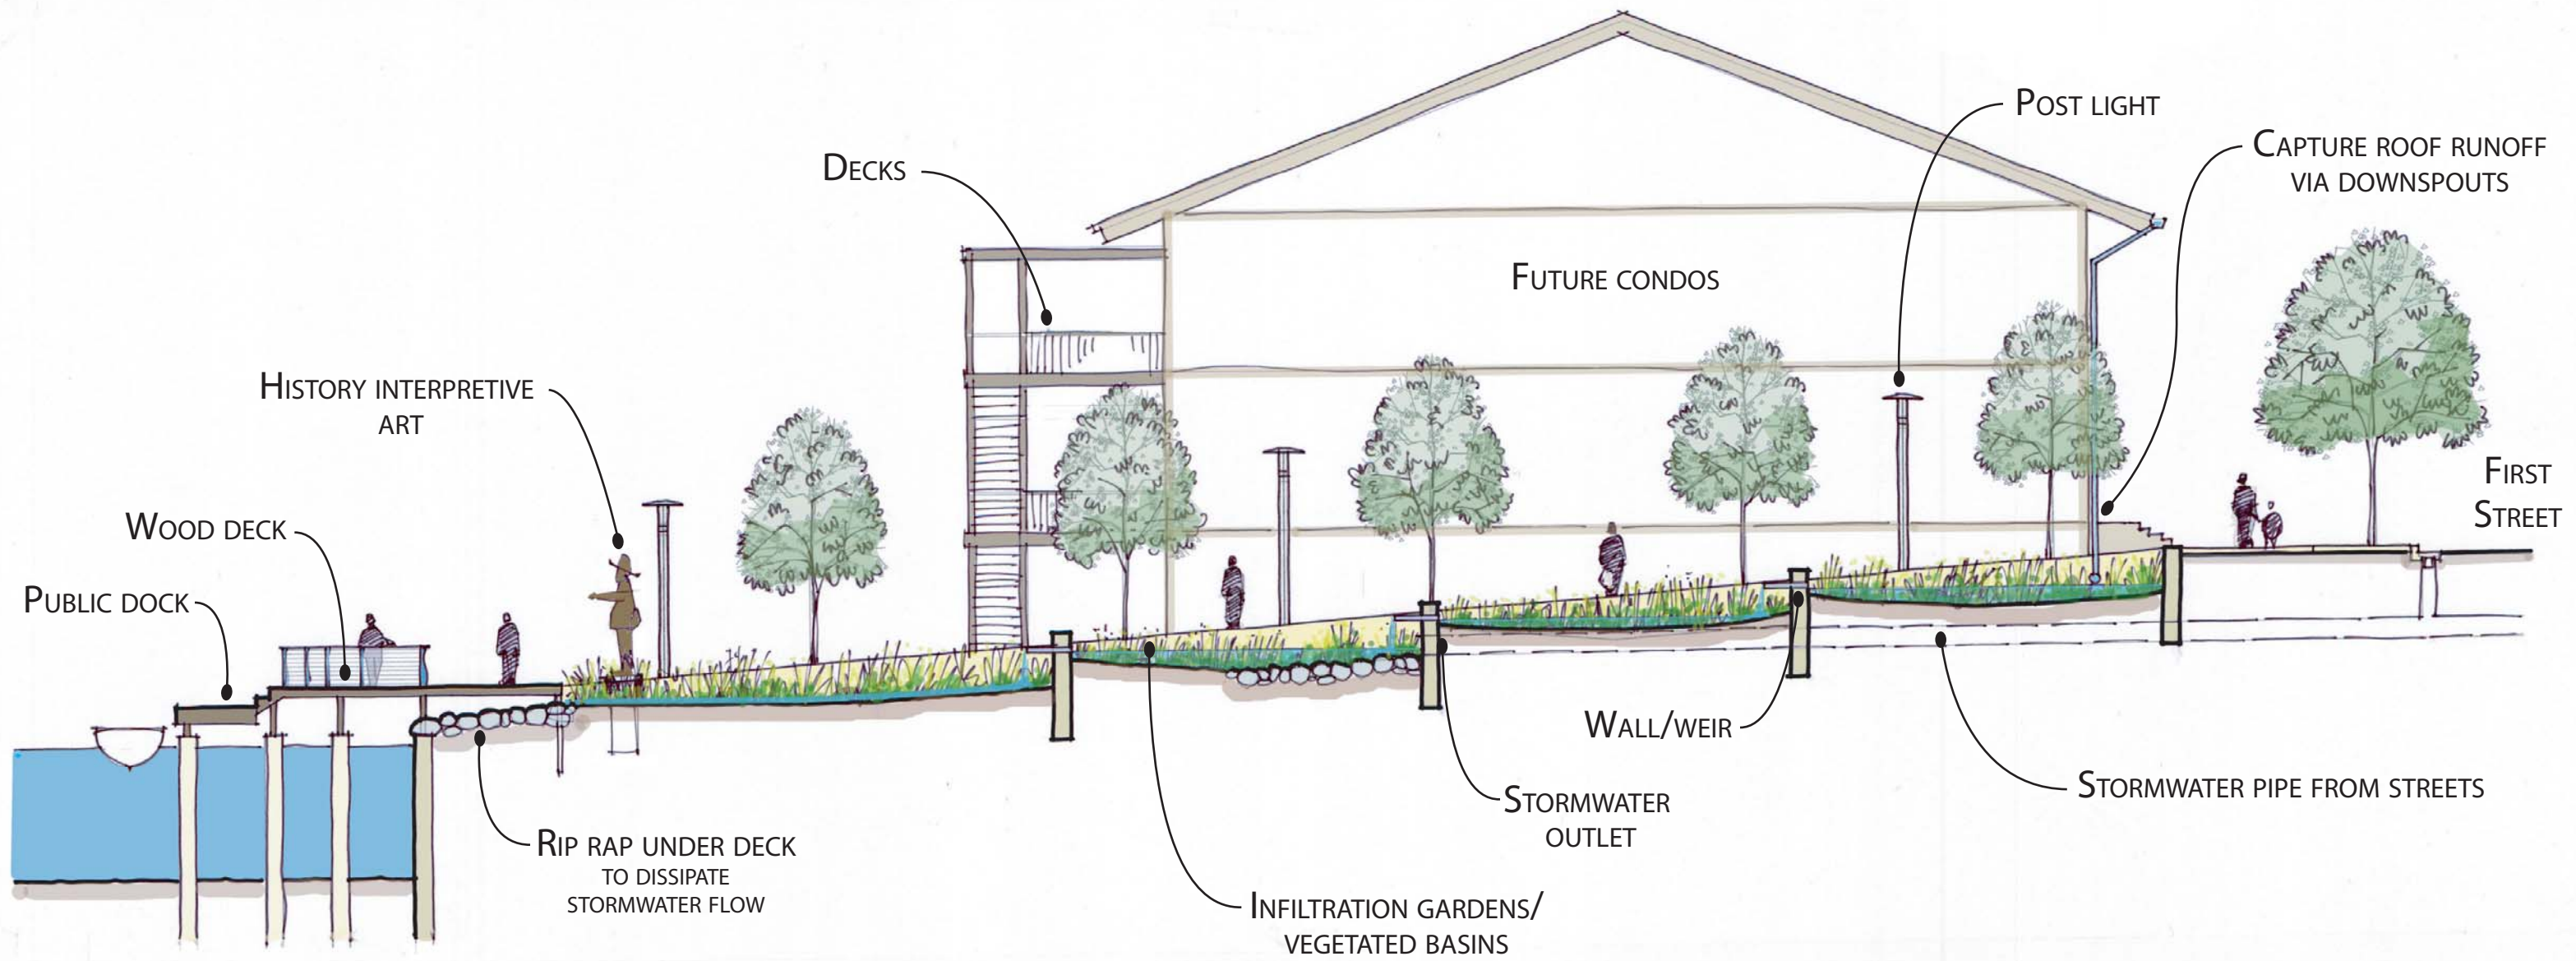 Post light
Capture roof runoff
via downspouts
Decks
Future condos
History interpretive
art
First
Street
Wood deck
Public dock
Wall/weir
Stormwater pipe from streets
Stormwater
outlet
Rip rap under deck
to dissipate
stormwater flow
Infiltration gardens/
vegetated basins